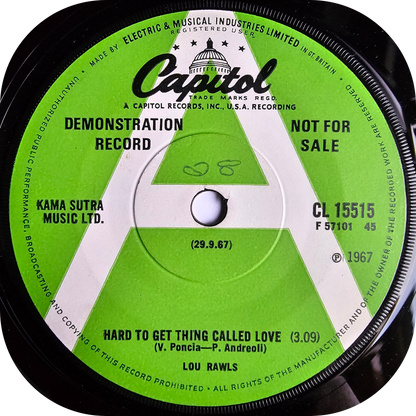 MADE BY ELECTRIC & MUSICAL INDUSTRIES LIMITED IN GT. BRITAIN •
REGISTERED USER
Capitol
TRADE MARKS REGD.
A CAPITOL RECORDS, INC., U.S.A. RECORDING
DEMONSTRATION
RECORD
NOT FOR
SALE
KAMA SUTRA
MUSIC LTD.
CL 15515
F 57101 45
(29.9.67)
℗ 1967
HARD TO GET THING CALLED LOVE (3.09)
(V. Poncia—P. Andreoli)
LOU RAWLS
UNAUTHORIZED PUBLIC PERFORMANCE, BROADCASTING AND COPYING OF THIS RECORD PROHIBITED • ALL RIGHTS OF THE MANUFACTURER AND OF THE OWNER OF THE RECORDED WORK ARE RESERVED